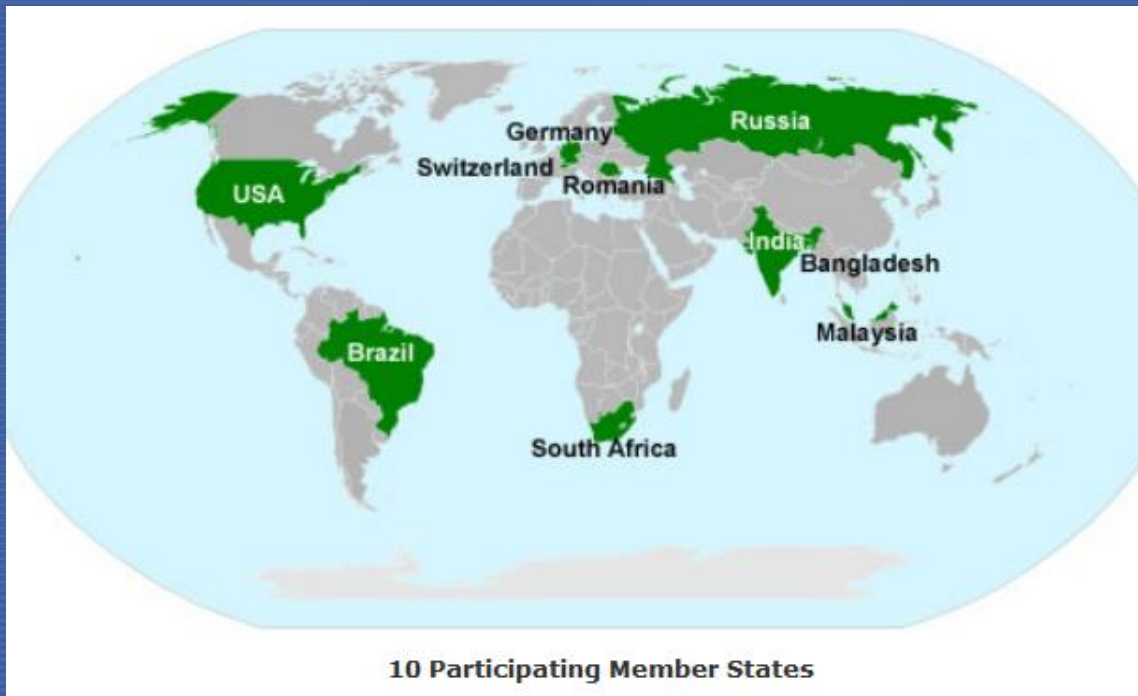 Russia
Germany
Switzerland
Romania
USA
India
Bangladesh
Malaysia
Brazil
South Africa
10 Participating Member States